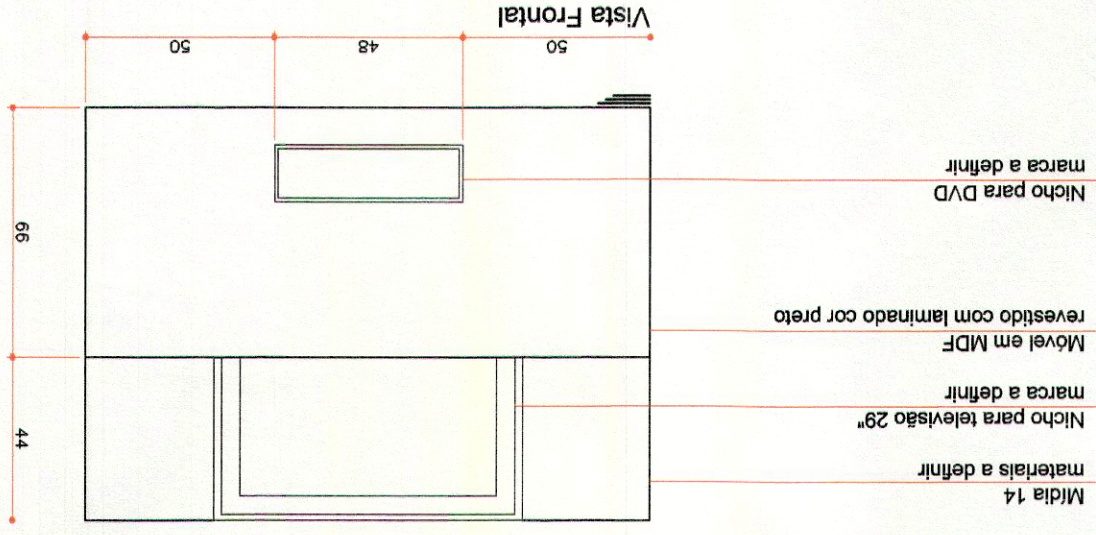 Mídia 14
materiais a definir
Nicho para televisão 29"
marca a definir
Móvel em MDF
revestido com laminado cor preto
Nicho para DVD
marca a definir
44
66
50 48 50
Vista Frontal